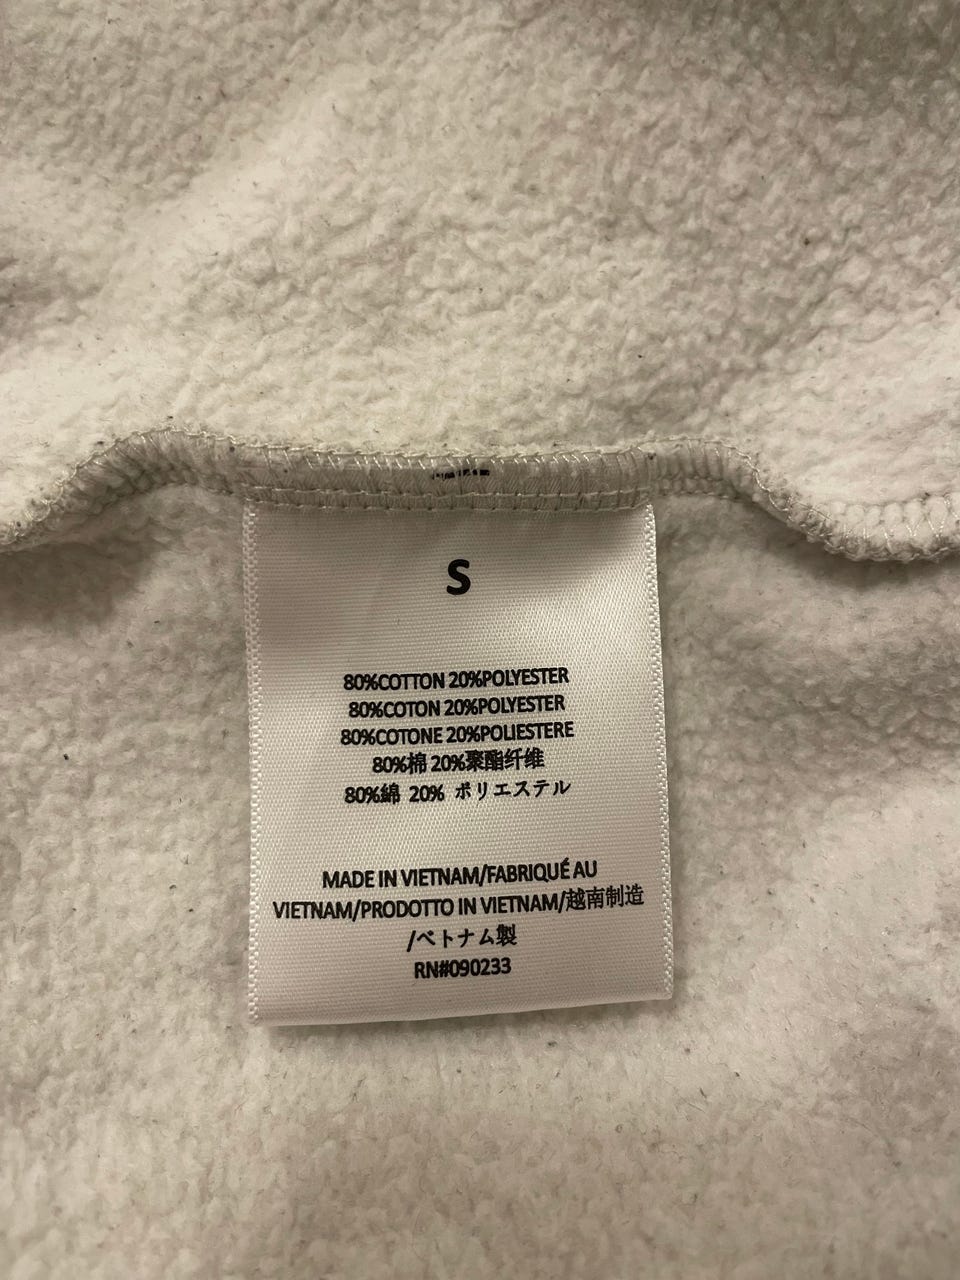 S
80%COTTON 20%POLYESTER
80%COTON 20%POLYESTER
80%COTONE 20%POLIESTERE
80%棉 20%聚酯纤维
80%綿 20% ポリエステル
MADE IN VIETNAM/FABRIQUÉ AU
VIETNAM/PRODOTTO IN VIETNAM/越南制造
/ベトナム製
RN#090233